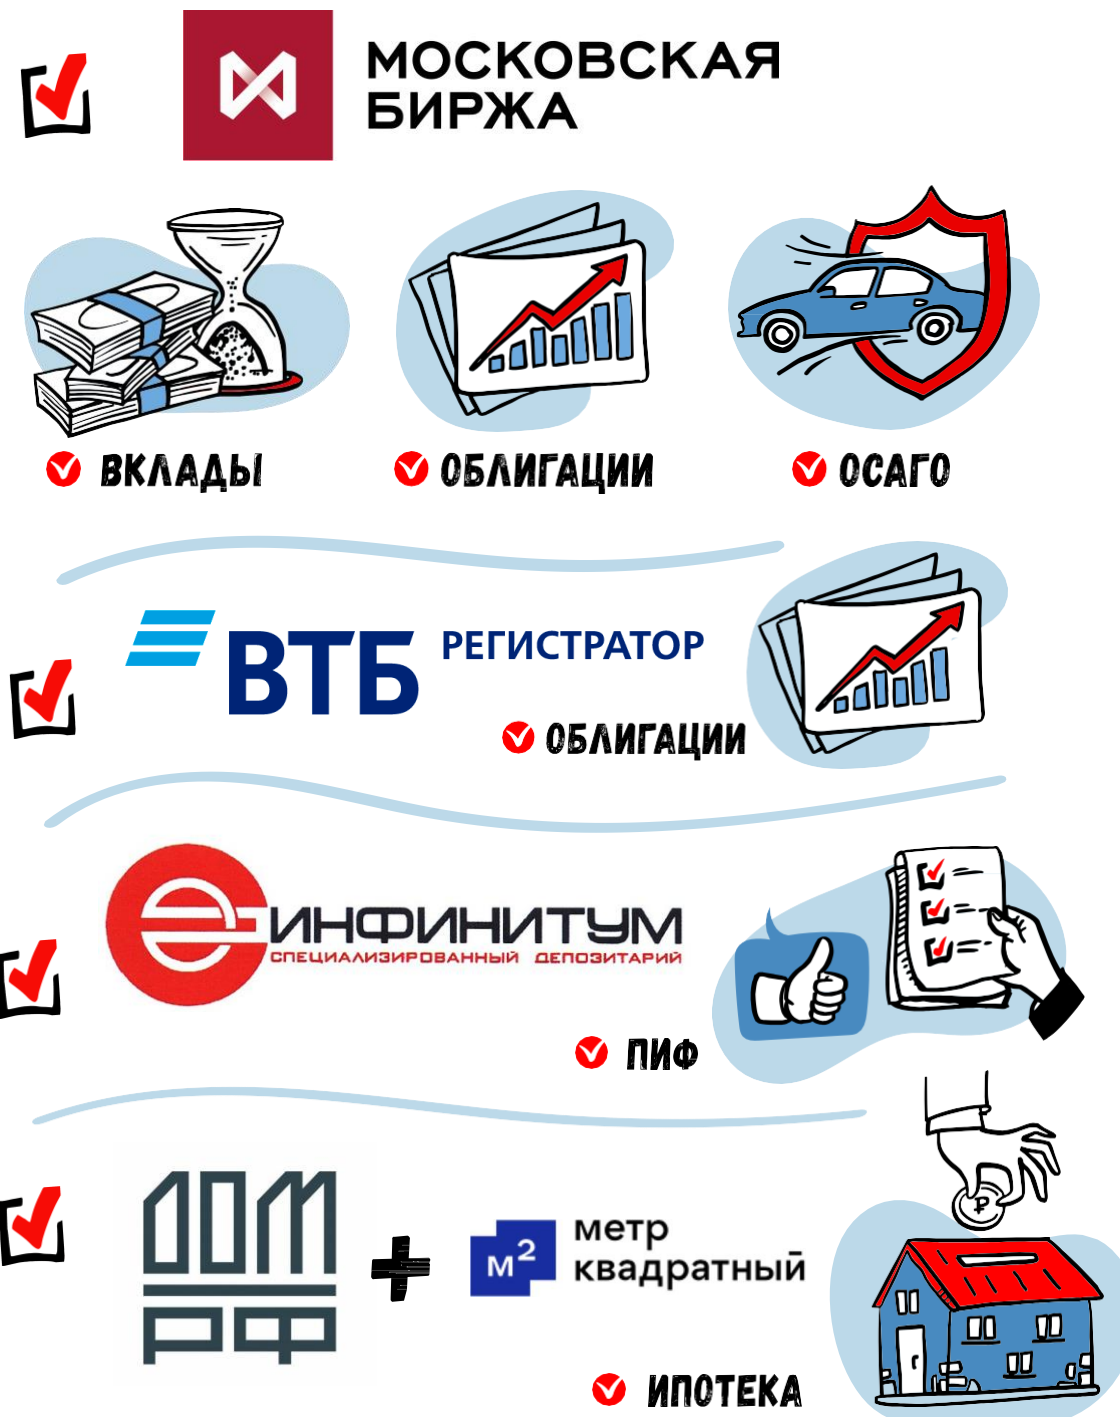 МОСКОВСКАЯ
БИРЖА
ВКЛАДЫ
ОБЛИГАЦИИ
ОСАГО
ВТБ РЕГИСТРАТОР
ОБЛИГАЦИИ
ИНФИНИТУМ
СПЕЦИАЛИЗИРОВАННЫЙ ДЕПОЗИТАРИЙ
ПИФ
₽
ДОМ
РФ
+
м²
метр
квадратный
ИПОТЕКА